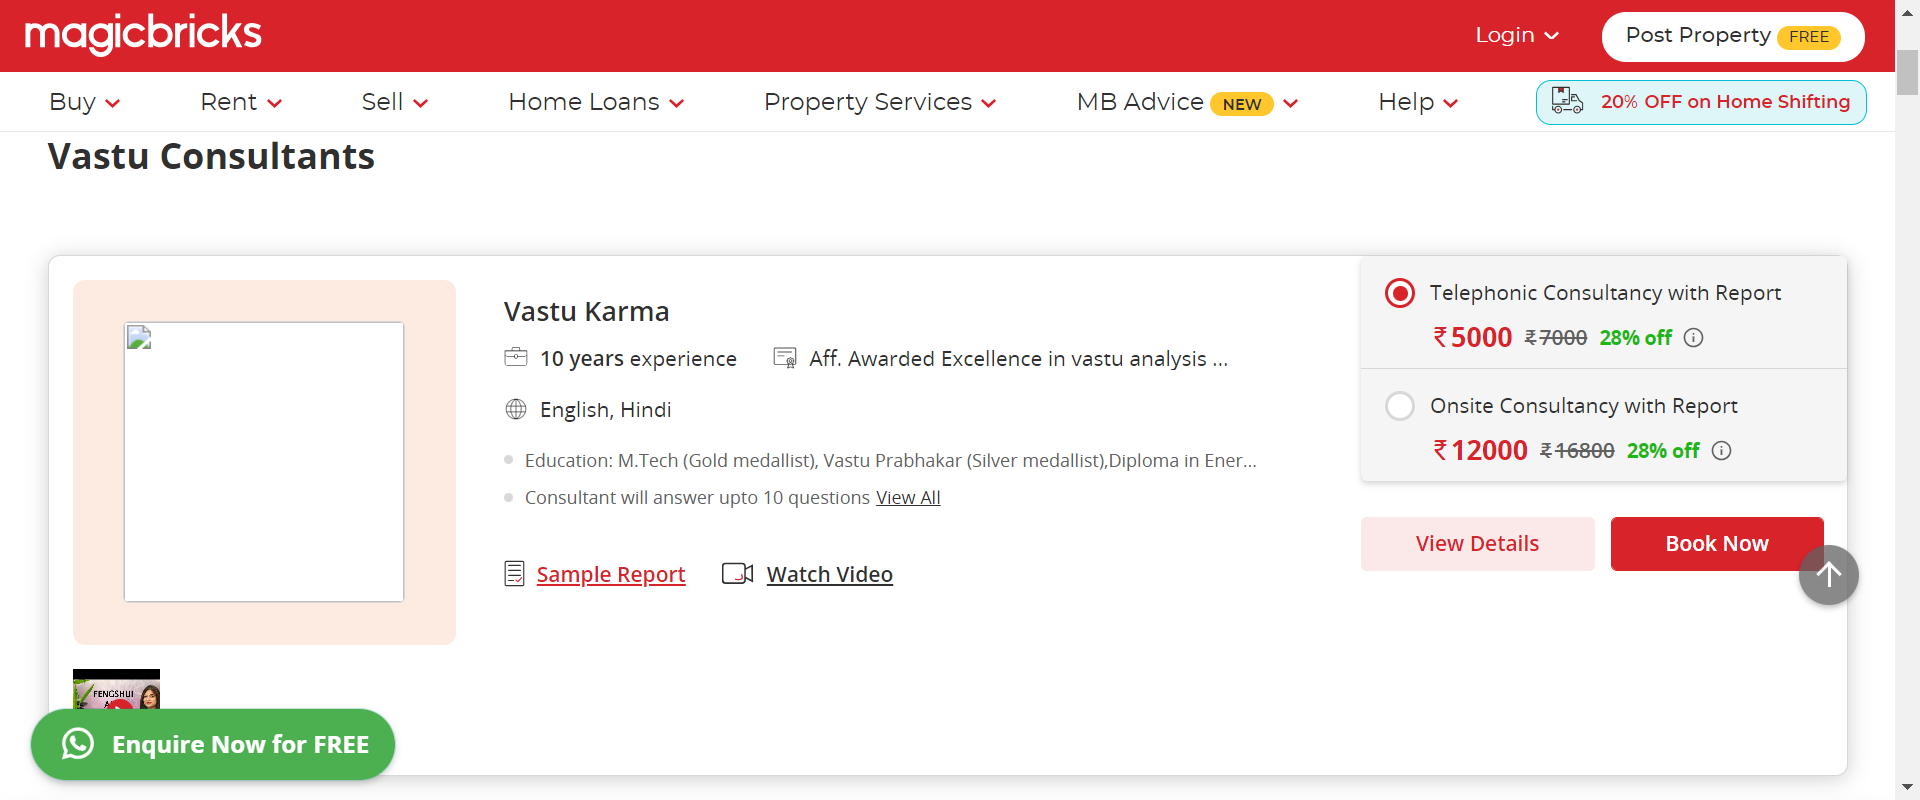 magicbricks
Login
Post Property FREE
Buy
Rent
Sell
Home Loans
Property Services
MB Advice NEW
Help
20% OFF on Home Shifting
Vastu Consultants
Vastu Karma
10 years experience
Aff. Awarded Excellence in vastu analysis ...
English, Hindi
Education: M.Tech (Gold medallist), Vastu Prabhakar (Silver medallist),Diploma in Ener...
Consultant will answer upto 10 questions View All
Sample Report
Watch Video
Telephonic Consultancy with Report
₹5000 ₹7000 28% off
Onsite Consultancy with Report
₹12000 ₹16800 28% off
View Details
Book Now
FENGSHUI
Enquire Now for FREE